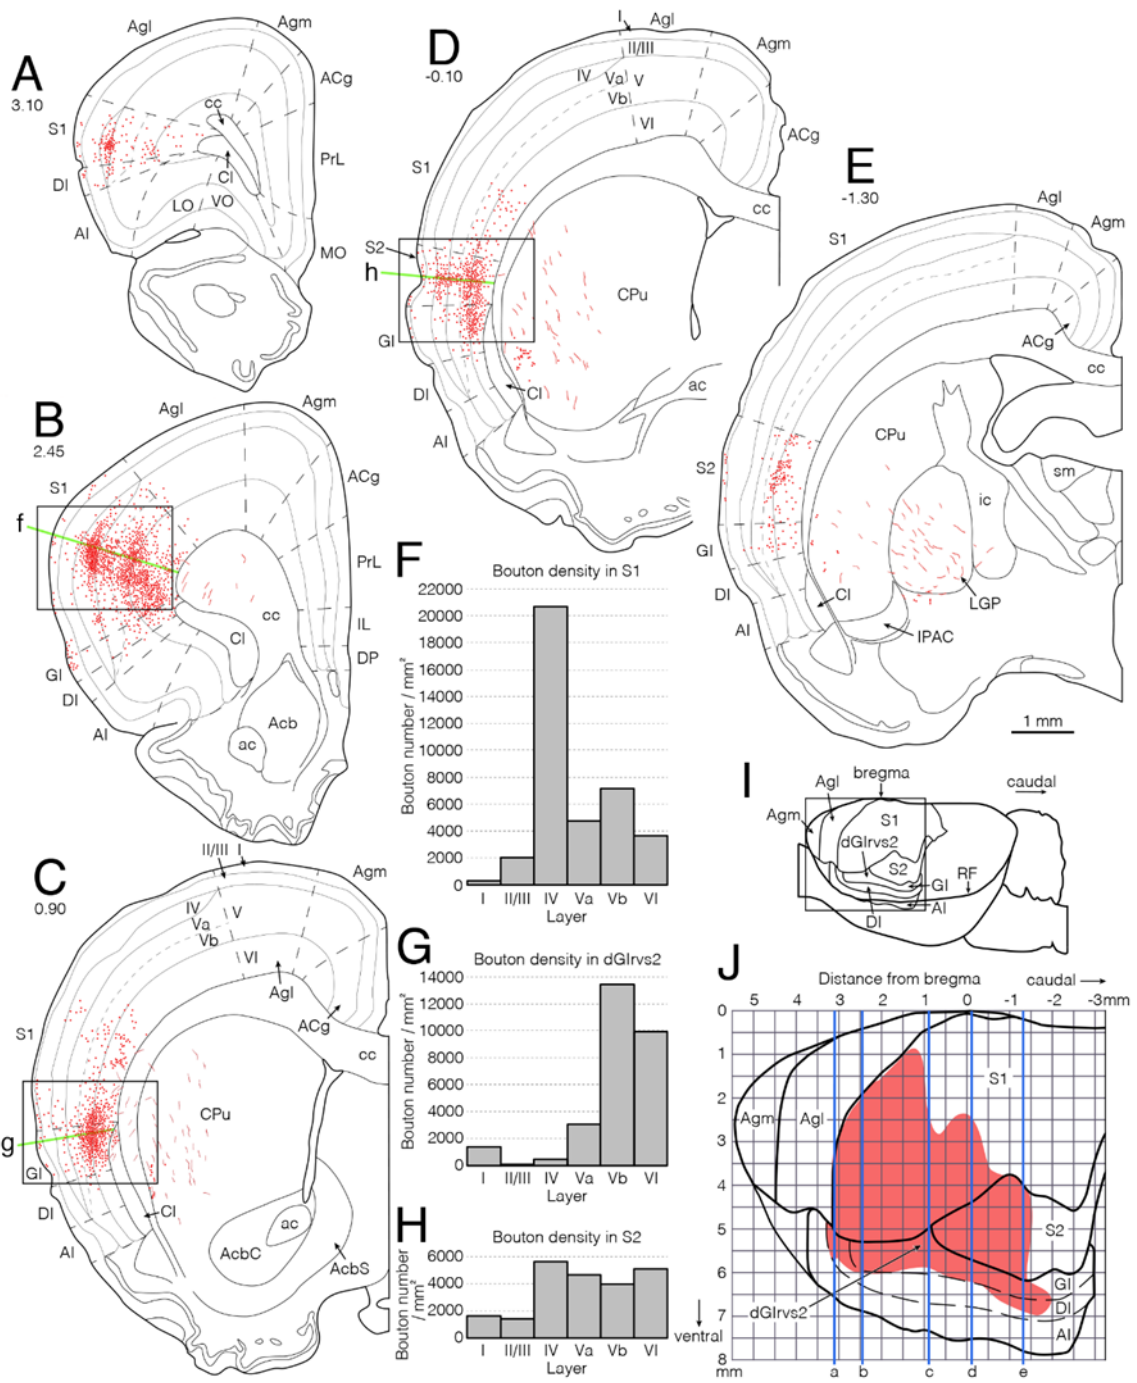 A
3.10
Agl
Agm
ACg
S1
cc
PrL
DI
CI
LO
VO
AI
MO
B
2.45
Agl
Agm
S1
ACg
f
PrL
cc
CI
IL
DP
GI
DI
Acb
AI
ac
C
0.90
II/III
I
Agm
IV
V
Va
Vb
VI
Agl
ACg
S1
cc
CPu
g
GI
DI
CI
ac
AI
AcbC
AcbS
D
-0.10
I
Agl
II/III
Agm
IV
Va
V
Vb
VI
ACg
S1
cc
S2
h
CPu
GI
DI
CI
ac
AI
E
-1.30
Agl
Agm
S1
ACg
cc
CPu
S2
sm
ic
GI
DI
CI
LGP
AI
IPAC
1 mm
F
Bouton density in S1
Bouton number / mm²
22000
20000
18000
16000
14000
12000
10000
8000
6000
4000
2000
0
I II/III IV Va Vb VI
Layer
G
Bouton density in dGIrvs2
Bouton number / mm²
14000
12000
10000
8000
6000
4000
2000
0
I II/III IV Va Vb VI
Layer
H
Bouton density in S2
Bouton number
/ mm²
6000
4000
2000
0
I II/III IV Va Vb VI
Layer
I
bregma
caudal
Agl
Agm
S1
dGIrvs2
S2
RF
GI
AI
DI
J
Distance from bregma
caudal
5 4 3 2 1 0 -1 -2 -3mm
0
1
2
3
4
5
6
7
8
mm
ventral
S1
Agm
Agl
S2
GI
dGIrvs2
DI
AI
a b c d e